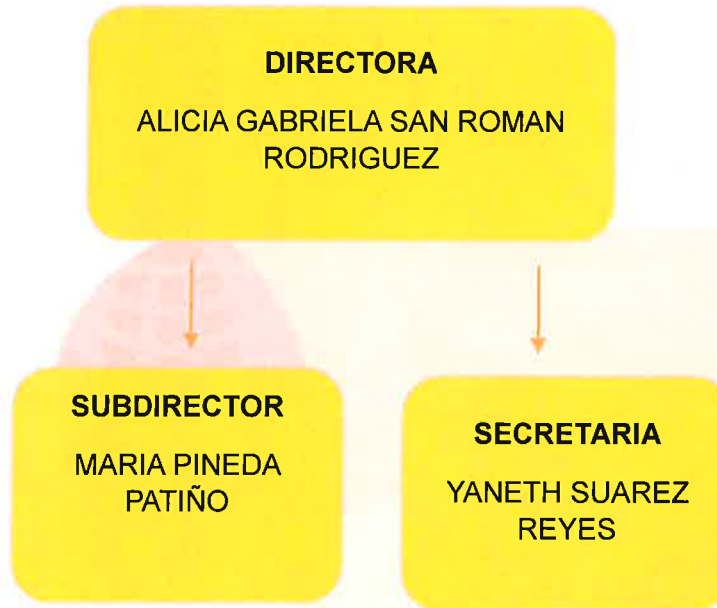 DIRECTORA
ALICIA GABRIELA SAN ROMAN
RODRIGUEZ
SUBDIRECTOR
MARIA PINEDA
PATIÑO
SECRETARIA
YANETH SUAREZ
REYES